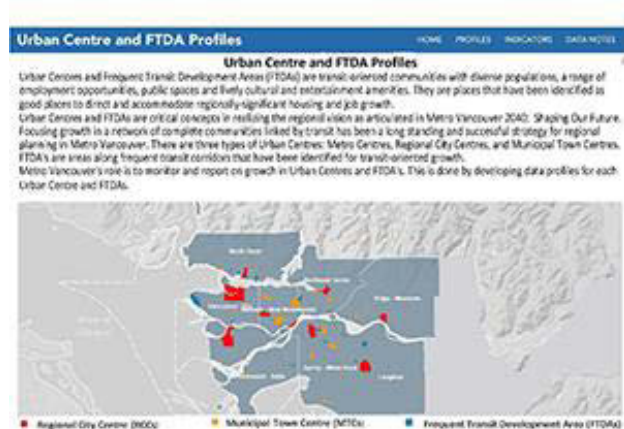 Urban Centre and FTDA Profiles
HOME PROFILES INDICATORS DATA NOTES
Urban Centre and FTDA Profiles
Urban Centres and Frequent Transit Development Areas (FTDAs) are transit-oriented communities with diverse populations, a range of
employment opportunities, public spaces and lively cultural and entertainment amenities. They are places that have been identified as
good places to direct and accommodate regionally-significant housing and job growth.
Urban Centres and FTDAs are critical concepts in realizing the regional vision as articulated in Metro Vancouver 2040: Shaping Our Future.
Focusing growth in a network of complete communities linked by transit has been a long standing and successful strategy for regional
planning in Metro Vancouver. There are three types of Urban Centres: Metro Centres, Regional City Centres, and Municipal Town Centres.
FTDA's are areas along frequent transit corridors that have been identified for transit-oriented growth.
Metro Vancouver's role is to monitor and report on growth in Urban Centres and FTDA's. This is done by developing data profiles for each
Urban Centre and FTDAs.
North Shore
Northeast Sector
Ridge - Meadows
Vancouver
Surrey - White Rock
Langley
Regional City Centre (RCCs)
Municipal Town Centre (MTCs)
Frequent Transit Development Area (FTDAs)